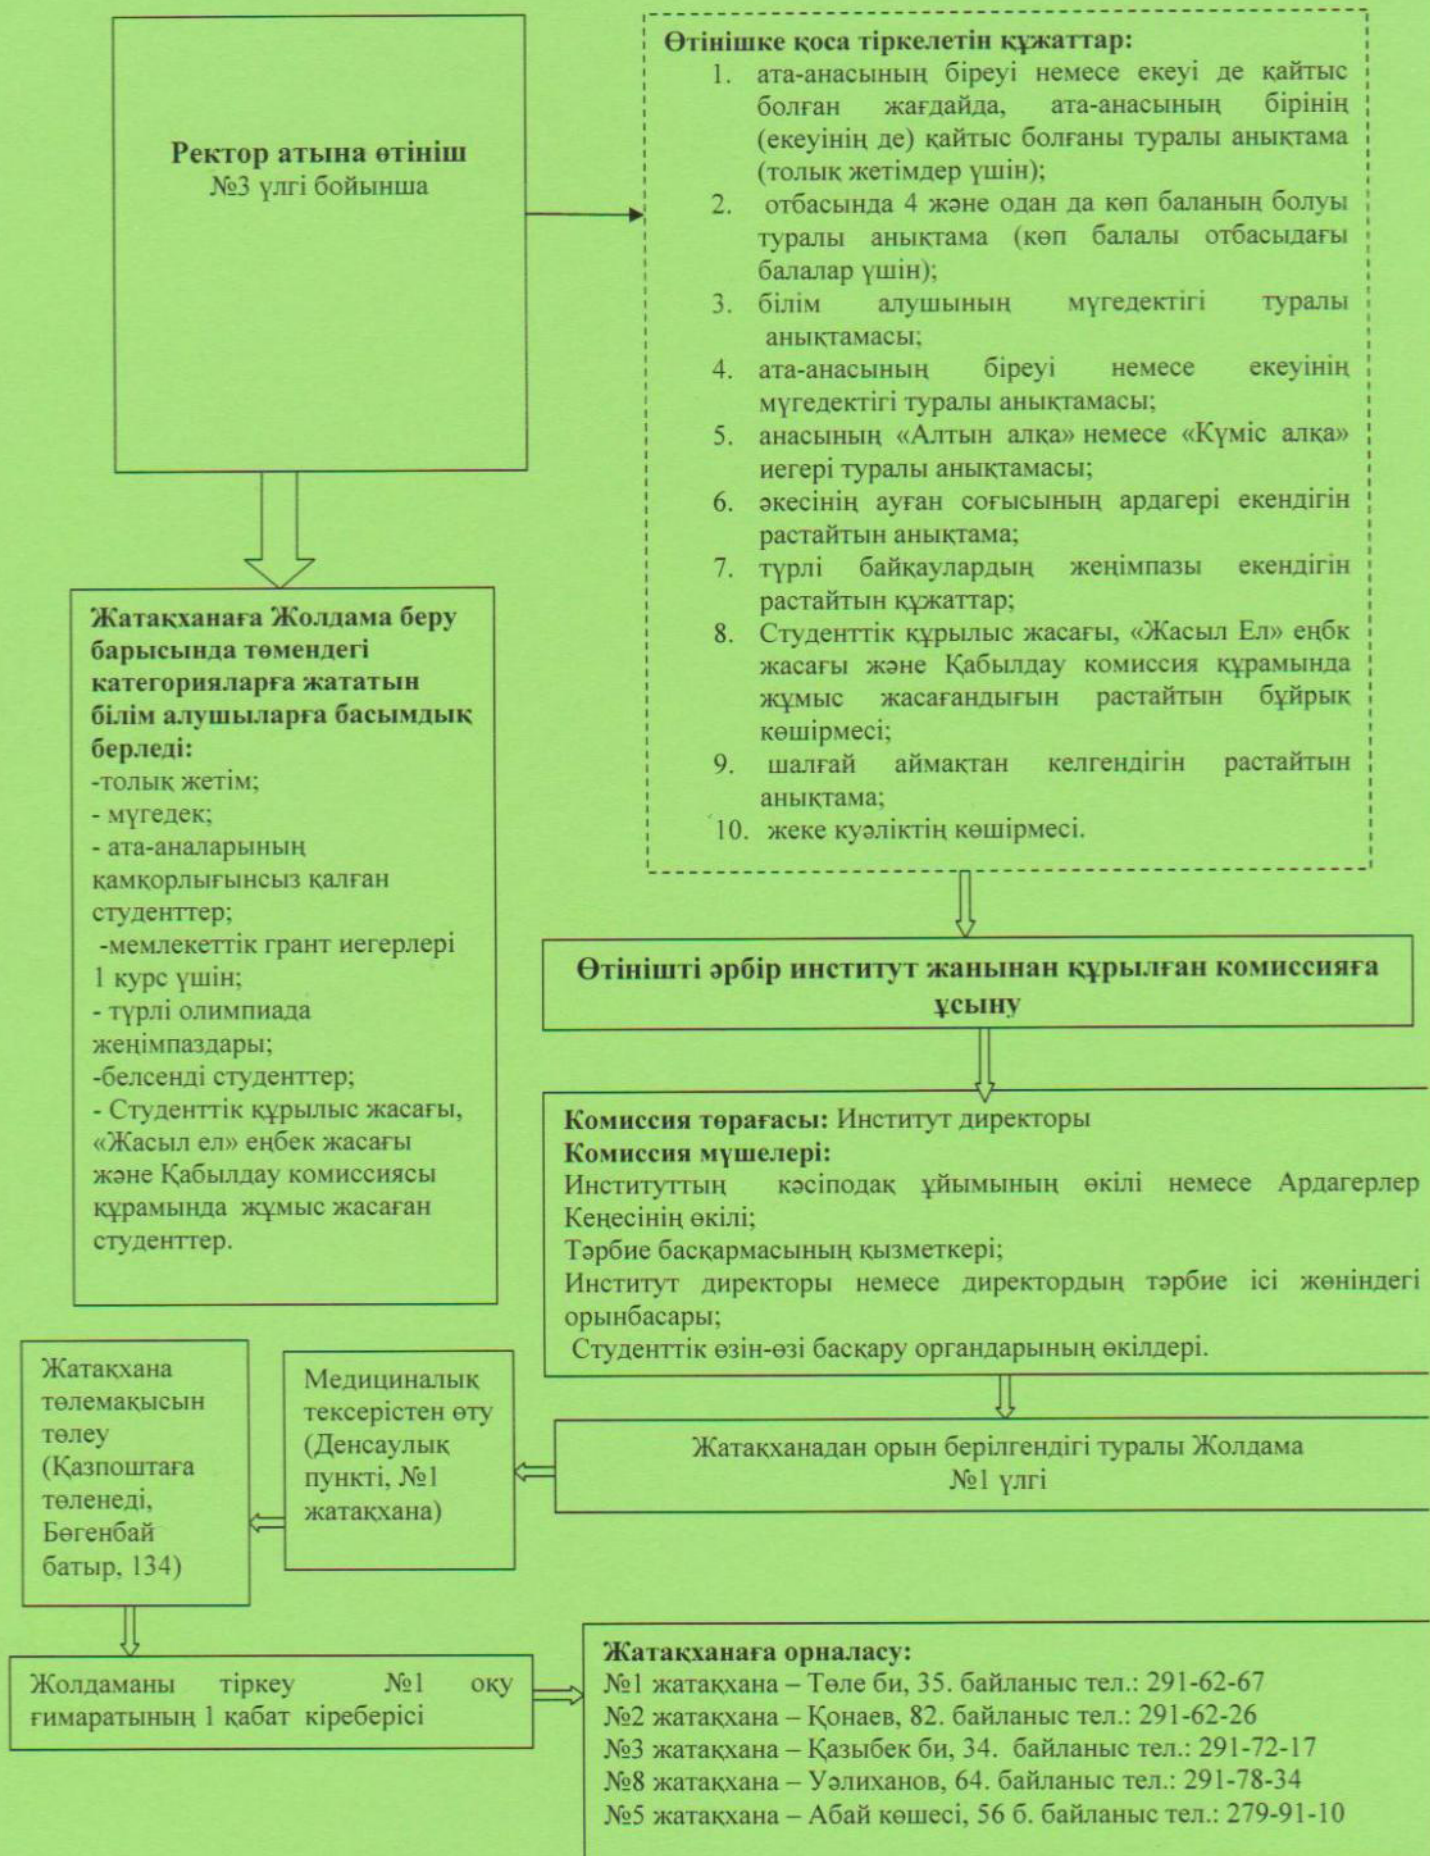 Ректор атына өтініш
№3 үлгі бойынша
Өтінішке қоса тіркелетін құжаттар:
1. ата-анасының біреуі немесе екеуі де қайтыс
болған жағдайда, ата-анасының бірінің
(екеуінің де) қайтыс болғаны туралы анықтама
(толық жетімдер үшін);
2. отбасында 4 және одан да көп баланың болуы
туралы анықтама (көп балалы отбасыдағы
балалар үшін);
3. білім алушының мүгедектігі туралы
анықтамасы;
4. ата-анасының біреуі немесе екеуінің
мүгедектігі туралы анықтамасы;
5. анасының «Алтын алқа» немесе «Күміс алқа»
иегері туралы анықтамасы;
6. әкесінің ауған соғысының ардагері екендігін
растайтын анықтама;
7. түрлі байқаулардың жеңімпазы екендігін
растайтын құжаттар;
8. Студенттік құрылыс жасағы, «Жасыл Ел» еңбк
жасағы және Қабылдау комиссия құрамында
жұмыс жасағандығын растайтын бұйрық
көшірмесі;
9. шалғай аймақтан келгендігін растайтын
анықтама;
10. жеке куәліктің көшірмесі.
Жатақханаға Жолдама беру
барысында төмендегі
категорияларға жататын
білім алушыларға басымдық
берледі:
-толық жетім;
- мүгедек;
- ата-аналарының
қамқорлығынсыз қалған
студенттер;
-мемлекеттік грант иегерлері
1 курс үшін;
- түрлі олимпиада
жеңімпаздары;
-белсенді студенттер;
- Студенттік құрылыс жасағы,
«Жасыл ел» еңбек жасағы
және Қабылдау комиссиясы
құрамында жұмыс жасаған
студенттер.
Өтінішті әрбір институт жанынан құрылған комиссияға
ұсыну
Комиссия төрағасы: Институт директоры
Комиссия мүшелері:
Институттың кәсіподақ ұйымының өкілі немесе Ардагерлер
Кеңесінің өкілі;
Тәрбие басқармасының қызметкері;
Институт директоры немесе директордың тәрбие ісі жөніндегі
орынбасары;
Студенттік өзін-өзі басқару органдарының өкілдері.
Жатақханадан орын берілгендігі туралы Жолдама
№1 үлгі
Медициналық
тексерістен өту
(Денсаулық
пункті, №1
жатақхана)
Жатақхана
төлемақысын
төлеу
(Қазпоштаға
төленеді,
Бөгенбай
батыр, 134)
Жолдаманы тіркеу №1 оқу
ғимаратының 1 қабат кіреберісі
Жатақханаға орналасу:
№1 жатақхана – Төле би, 35. байланыс тел.: 291-62-67
№2 жатақхана – Қонаев, 82. байланыс тел.: 291-62-26
№3 жатақхана – Қазыбек би, 34. байланыс тел.: 291-72-17
№8 жатақхана – Уәлиханов, 64. байланыс тел.: 291-78-34
№5 жатақхана – Абай көшесі, 56 б. байланыс тел.: 279-91-10